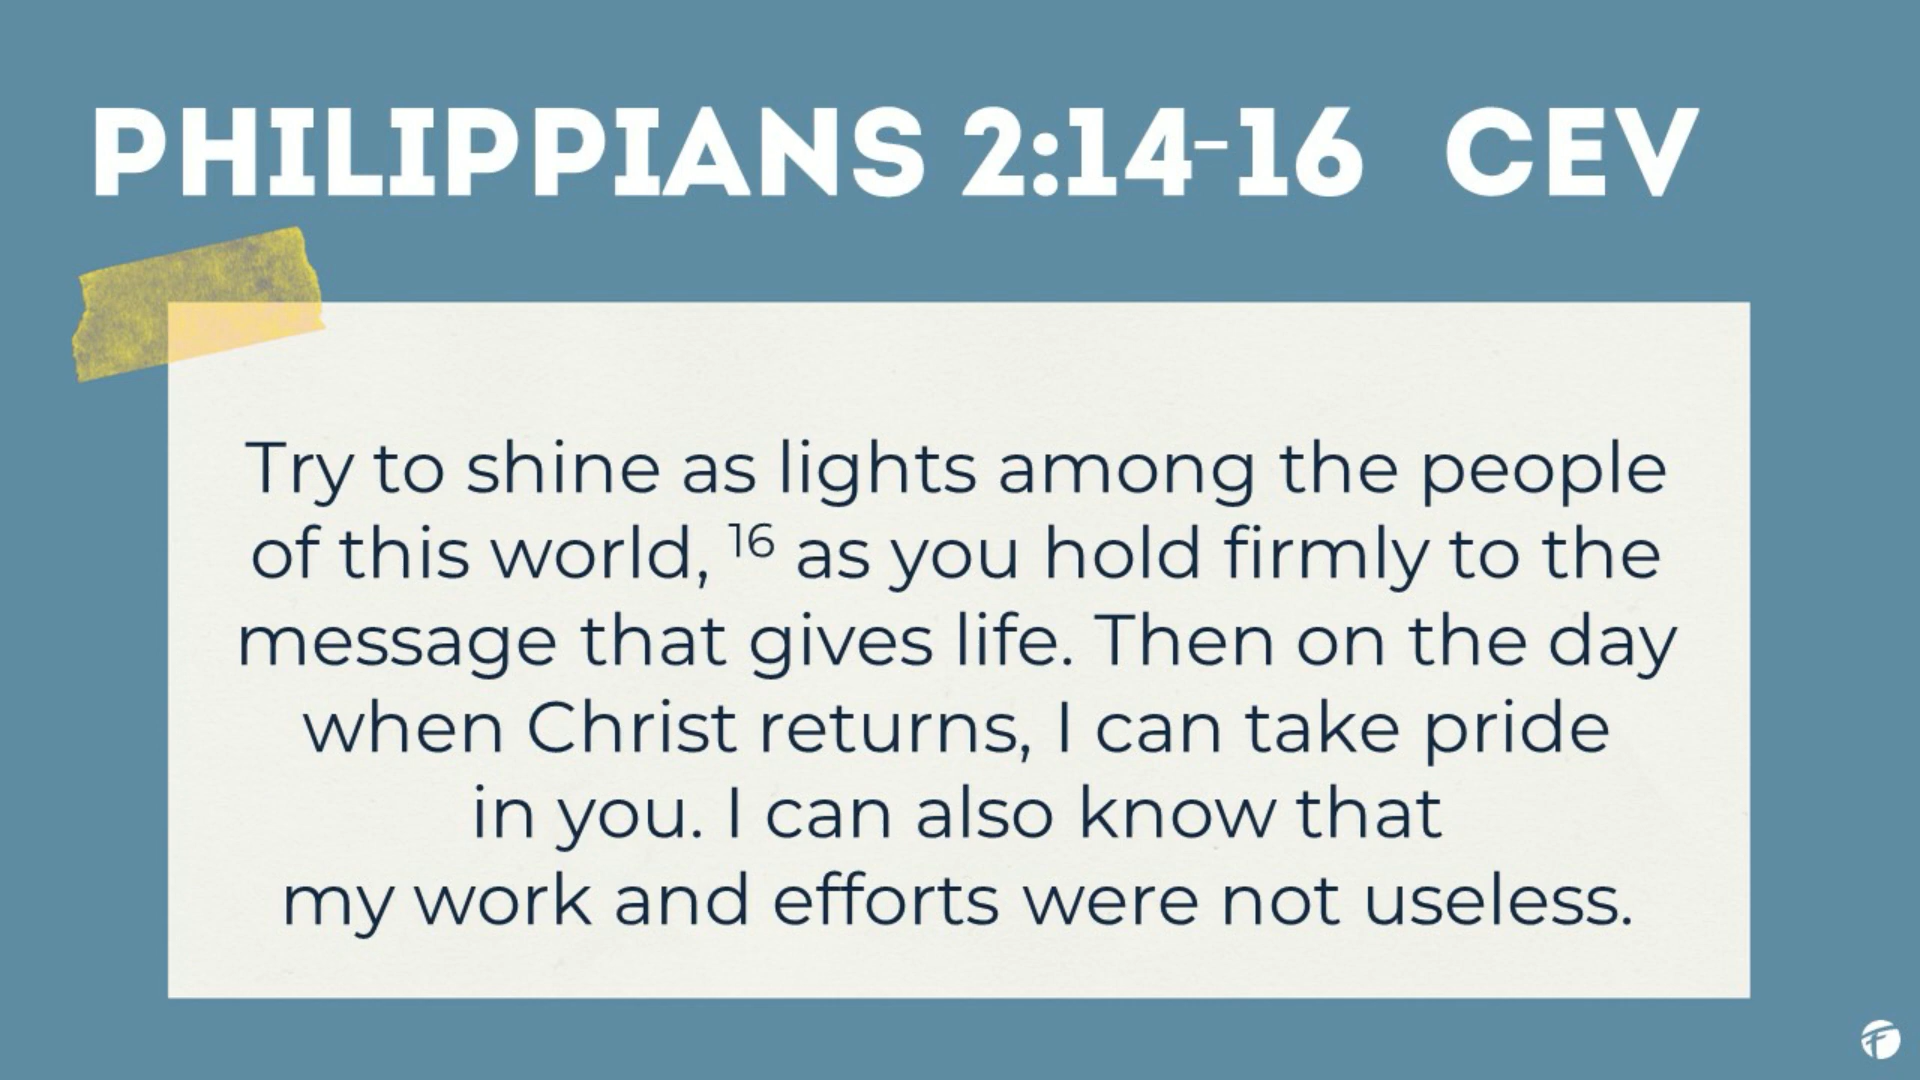 PHILIPPIANS 2:14-16 CEV
Try to shine as lights among the people
of this world, 16 as you hold firmly to the
message that gives life. Then on the day
when Christ returns, I can take pride
in you. I can also know that
my work and efforts were not useless.